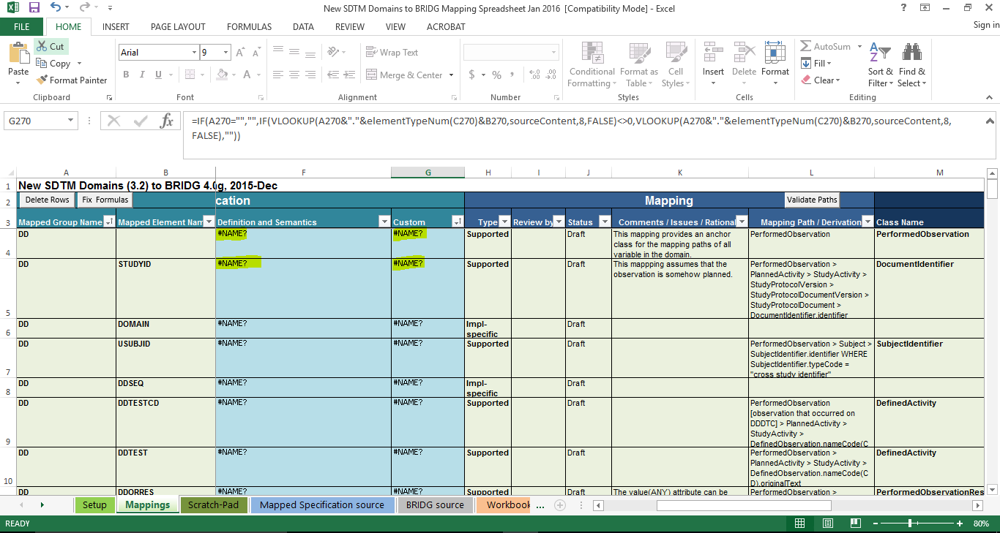 New SDTM Domains to BRIDG Mapping Spreadsheet Jan 2016 [Compatibility Mode] - Excel
FILE HOME INSERT PAGE LAYOUT FORMULAS DATA REVIEW VIEW ACROBAT Sign in
Paste
Cut
Copy
Format Painter
Clipboard
Arial 9
B I U
Font
Wrap Text
Merge & Center
Alignment
$ % ,
Number
Conditional Formatting
Format as Table
Cell Styles
Styles
Insert Delete Format
Cells
AutoSum
Fill
Clear
Sort & Filter
Find & Select
Editing
G270
fx
=IF(A270="","",IF(VLOOKUP(A270&"."&elementTypeNum(C270)&B270,sourceContent,8,FALSE)<>0,VLOOKUP(A270&"."&elementTypeNum(C270)&B270,sourceContent,8,
FALSE),""))
A B F G H I J K L M
1 New SDTM Domains (3.2) to BRIDG 4.0g, 2015-Dec
2 Delete Rows Fix Formulas cation Mapping Validate Paths
3 Mapped Group Name Mapped Element Nam Definition and Semantics Custom Type Review by Status Comments / Issues / Rational Mapping Path / Derivation Class Name
4 DD #NAME? #NAME? Supported Draft This mapping provides an anchor PerformedObservation PerformedObservation
class for the mapping paths of all
variable in the domain.
5 DD STUDYID #NAME? #NAME? Supported Draft This mappping assumes that the PerformedObservation > DocumentIdentifier
observation is somehow planned. PlannedActivity > StudyActivity >
StudyProtocolVersion >
StudyProtocolDocumentVersion >
StudyProtocolDocument >
DocumentIdentifier.identifier
6 DD DOMAIN #NAME? #NAME? Impl- Draft
specific
7 DD USUBJID #NAME? #NAME? Supported Draft PerformedObservation > Subject > SubjectIdentifier
SubjectIdentifier.identifier WHERE
SubjectIdentifier.typeCode =
"cross study identifier"
8 DD DDSEQ #NAME? #NAME? Impl- Draft
specific
9 DD DDTESTCD #NAME? #NAME? Supported Draft PerformedObservation DefinedActivity
[observation that occurred on
DDDTC] > PlannedActivity >
StudyActivity >
DefinedObservation.nameCode(C
10 DD DDTEST #NAME? #NAME? Supported Draft PerformedObservation > DefinedActivity
PlannedActivity > StudyActivity >
DefinedObservation.nameCode(C
D).originalText
DD DDORRES #NAME? #NAME? Supported Draft The value(ANY) attribute can be PerformedObservation > PerformedObservationRes
Setup Mappings Scratch-Pad Mapped Specification source BRIDG source Workbook ...
READY 80%